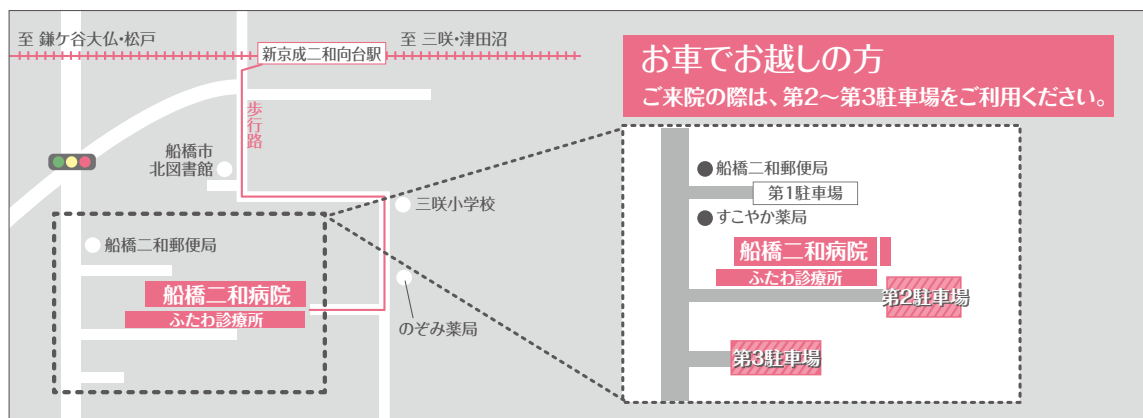 至 鎌ケ谷大仏・松戸
新京成二和向台駅
至 三咲・津田沼
歩行路
船橋市
北図書館
三咲小学校
船橋二和郵便局
船橋二和病院
ふたわ診療所
のぞみ薬局
お車でお越しの方
ご来院の際は、第2～第3駐車場をご利用ください。
船橋二和郵便局
第1駐車場
すこやか薬局
船橋二和病院
ふたわ診療所
第2駐車場
第3駐車場